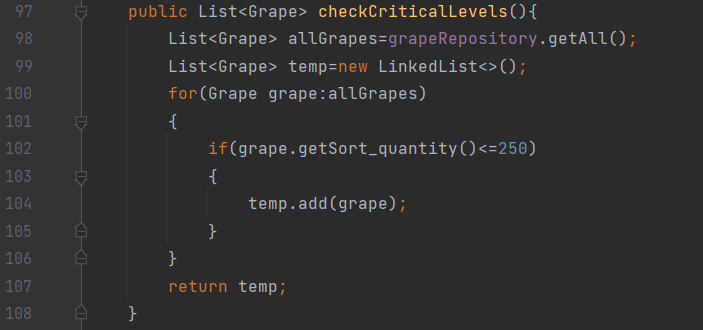 97 public List<Grape> checkCriticalLevels(){
98 List<Grape> allGrapes=grapeRepository.getAll();
99 List<Grape> temp=new LinkedList<>();
100 for(Grape grape:allGrapes)
101 {
102 if(grape.getSort_quantity()<=250)
103 {
104 temp.add(grape);
105 }
106 }
107 return temp;
108 }